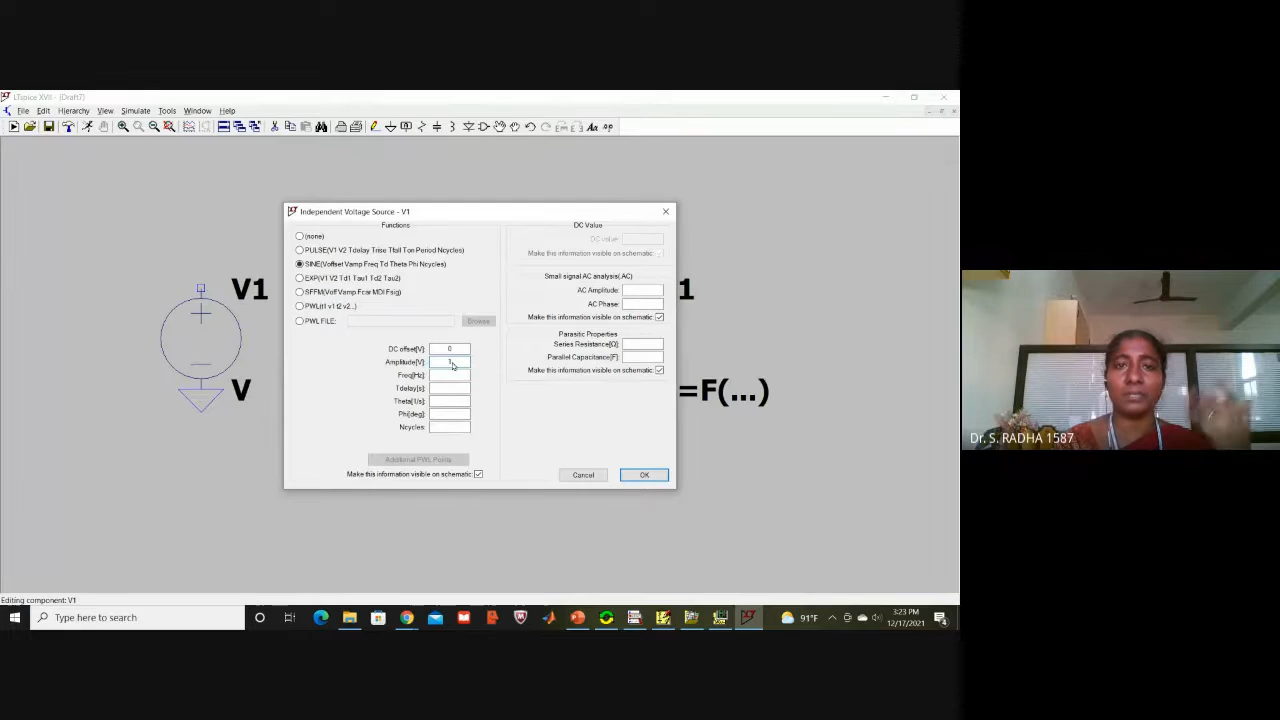 LTspice XVII - [Draft7]
File Edit Hierarchy View Simulate Tools Window Help
Independent Voltage Source - V1
Functions
(none)
PULSE(V1 V2 Tdelay Trise Tfall Ton Period Ncycles)
SINE(Voffset Vamp Freq Td Theta Phi Ncycles)
EXP(V1 V2 Td1 Tau1 Td2 Tau2)
SFFM(Voff Vamp Fcar MDI Fsig)
PWL(t1 v1 t2 v2...)
PWL FILE: Browse
DC offset[V]: 0
Amplitude[V]: 1
Freq[Hz]:
Tdelay[s]:
Theta[1/s]:
Phi[deg]:
Ncycles:
Additional PWL Points
Make this information visible on schematic:
DC Value
DC value:
Make this information visible on schematic:
Small signal AC analysis(.AC)
AC Amplitude:
AC Phase:
Make this information visible on schematic:
Parasitic Properties
Series Resistance[Ω]:
Parallel Capacitance[F]:
Make this information visible on schematic:
Cancel OK
V1
V
1
=F(...)
Dr. S. RADHA 1587
Editing component: V1
Type here to search
91°F
3:23 PM
12/17/2021
4